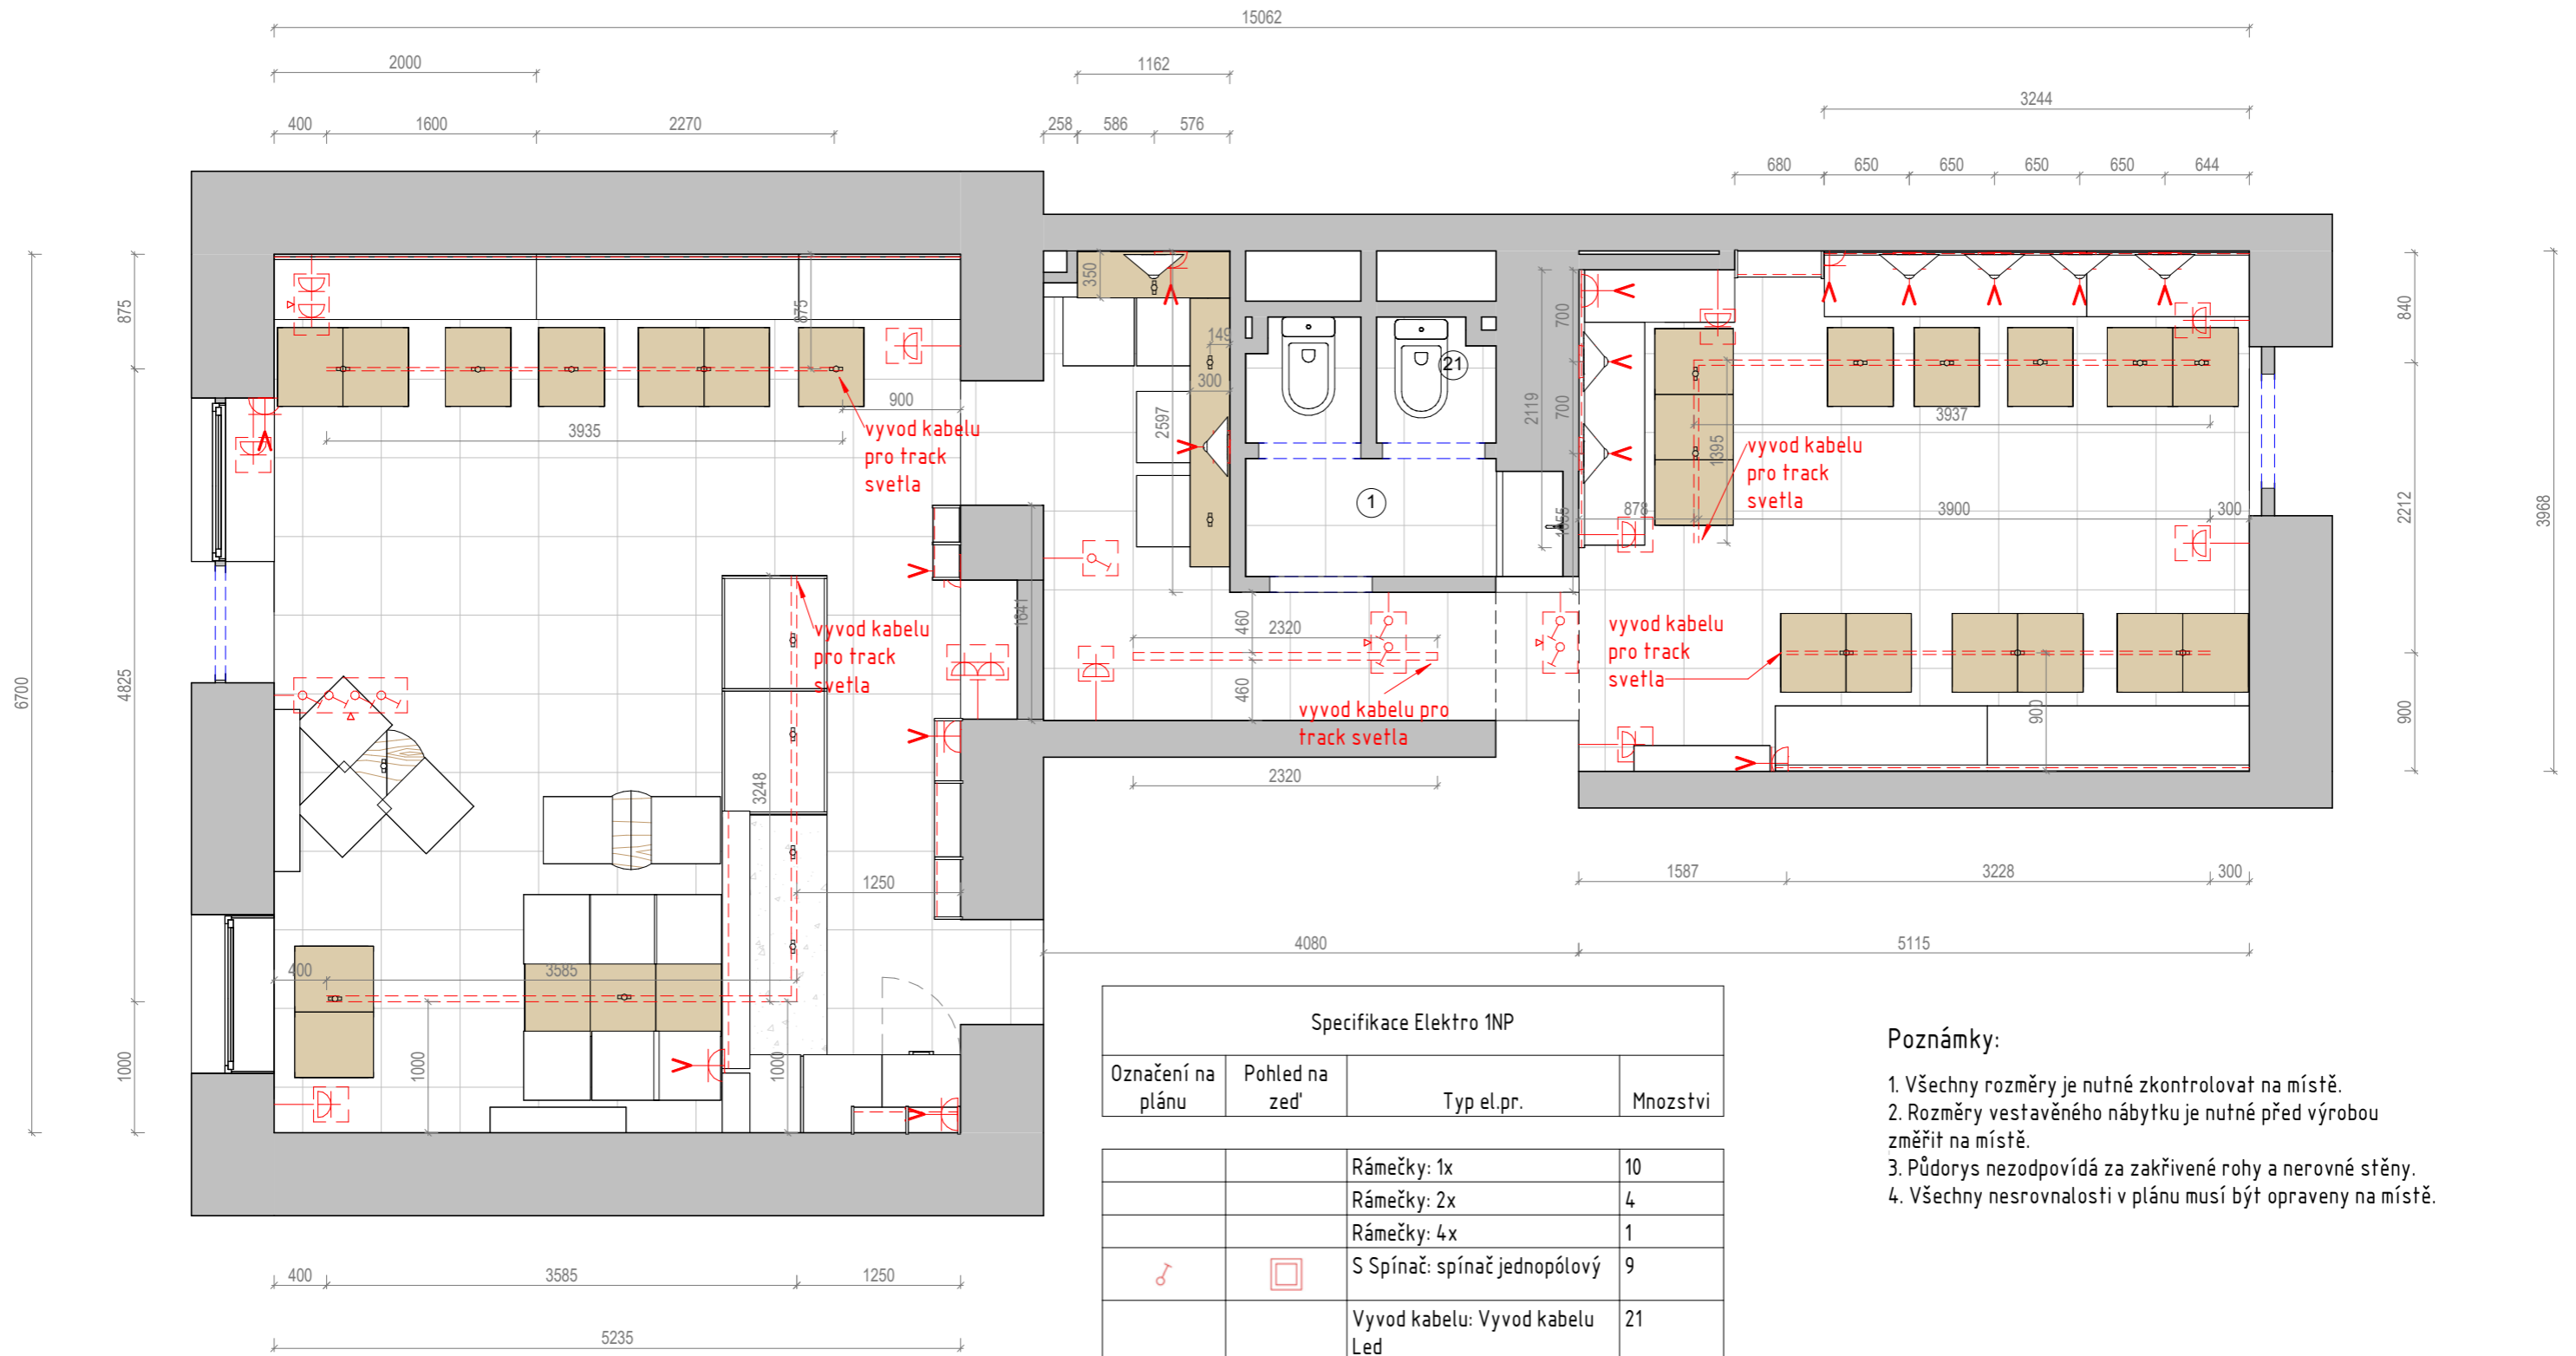 15062
2000
1162
3244
400 1600 2270
258 586 576
680 650 650 650 650 644
350
875
875
149
300
900
3935
2597
2119
700
700
3937
1395
840
6700
3968
vyvod kabelu
pro track
svetla
vyvod kabelu
pro track
svetla
21
1
878 3900 300
2212
1641
4825
vyvod kabelu
pro track
svetla
460
2320
460
vyvod kabelu
pro track
svetla
vyvod kabelu pro
track svetla
900
900
2320
3248
1250
1587 3228 300
4080 5115
400 3585
1000
1000
1000
400 3585 1250
5235
Specifikace Elektro 1NP
Označení na plánu
Pohled na zeď
Typ el.pr.
Mnozstvi
Rámečky: 1x 10
Rámečky: 2x 4
Rámečky: 4x 1
S Spínač: spínač jednopólový 9
Vyvod kabelu: Vyvod kabelu 21
Led
Poznámky:
1. Všechny rozměry je nutné zkontrolovat na místě.
2. Rozměry vestavěného nábytku je nutné před výrobou
změřit na místě.
3. Půdorys nezodpovídá za zakřivené rohy a nerovné stěny.
4. Všechny nesrovnalosti v plánu musí být opraveny na místě.